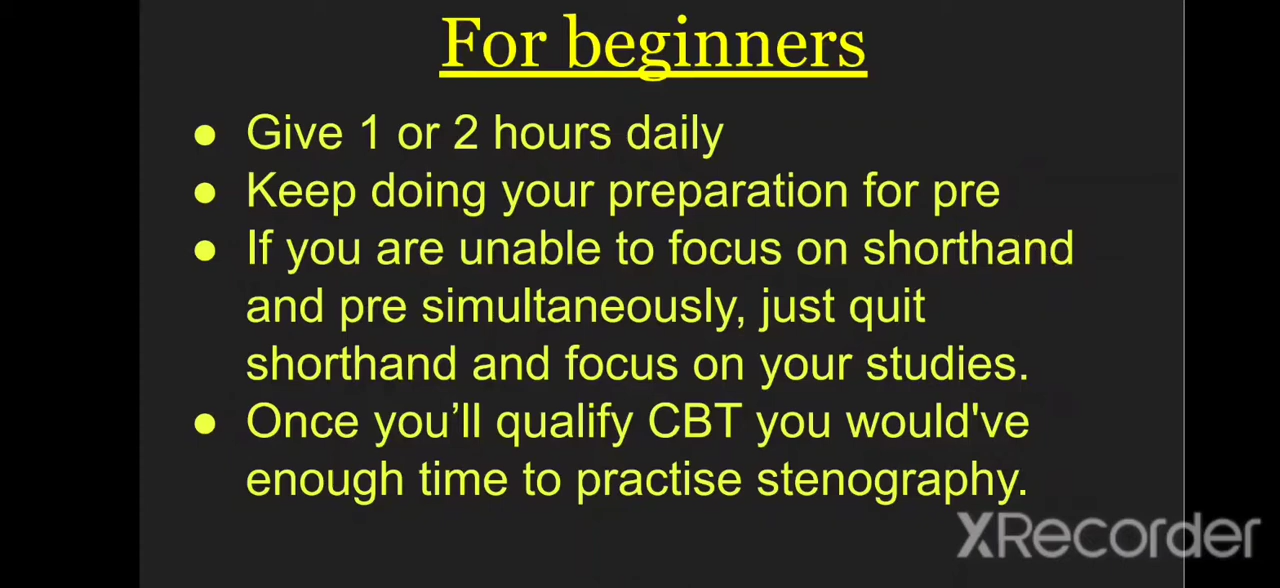 For beginners
● Give 1 or 2 hours daily
● Keep doing your preparation for pre
● If you are unable to focus on shorthand
and pre simultaneously, just quit
shorthand and focus on your studies.
● Once you’ll qualify CBT you would've
enough time to practise stenography.
XRecorder